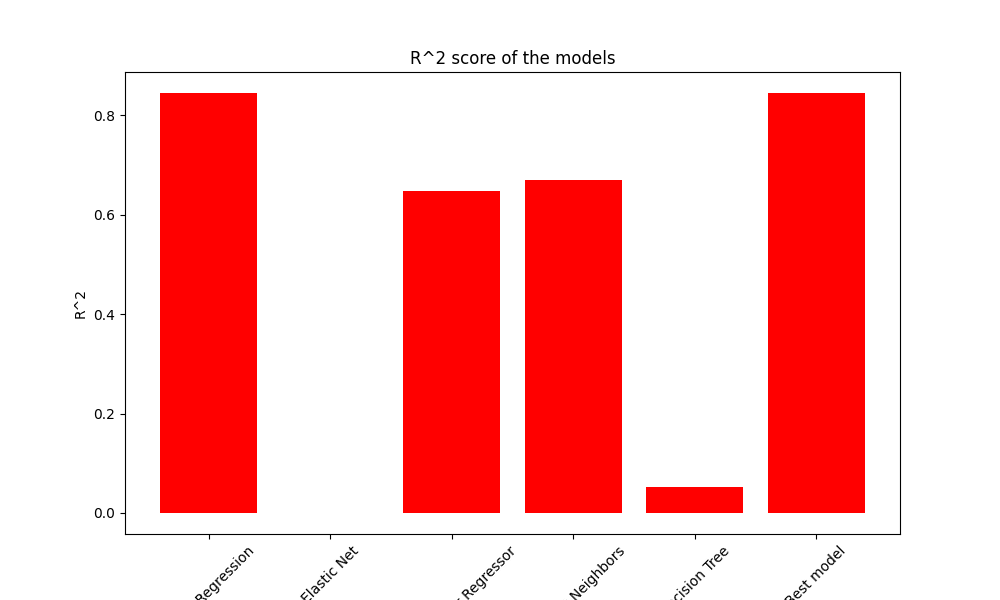 R^2 score of the models
R^2
0.8
0.6
0.4
0.2
0.0
Regression
Elastic Net
Regressor
Neighbors
cision Tree
Best model